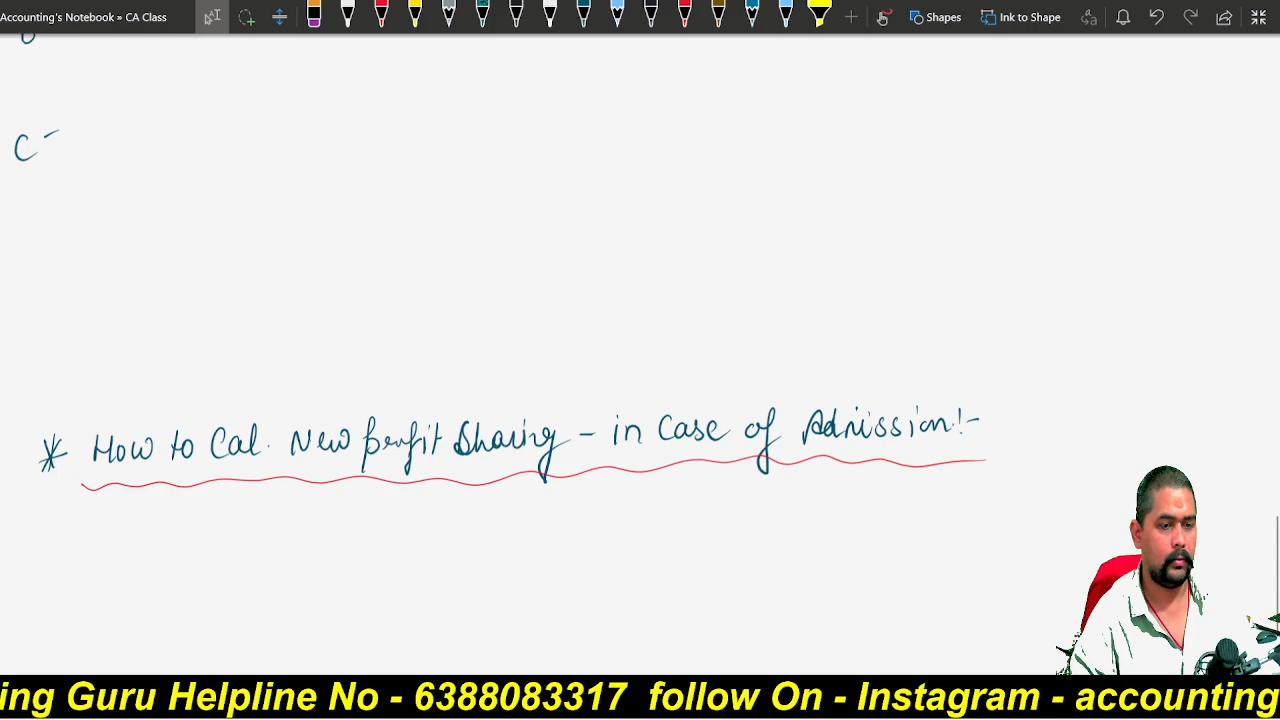 Accounting's Notebook » CA Class
Shapes
Ink to Shape
C -
* How to Cal. New profit Sharing - in Case of Admission:-
ing Guru Helpline No - 6388083317 follow On - Instagram - accounting